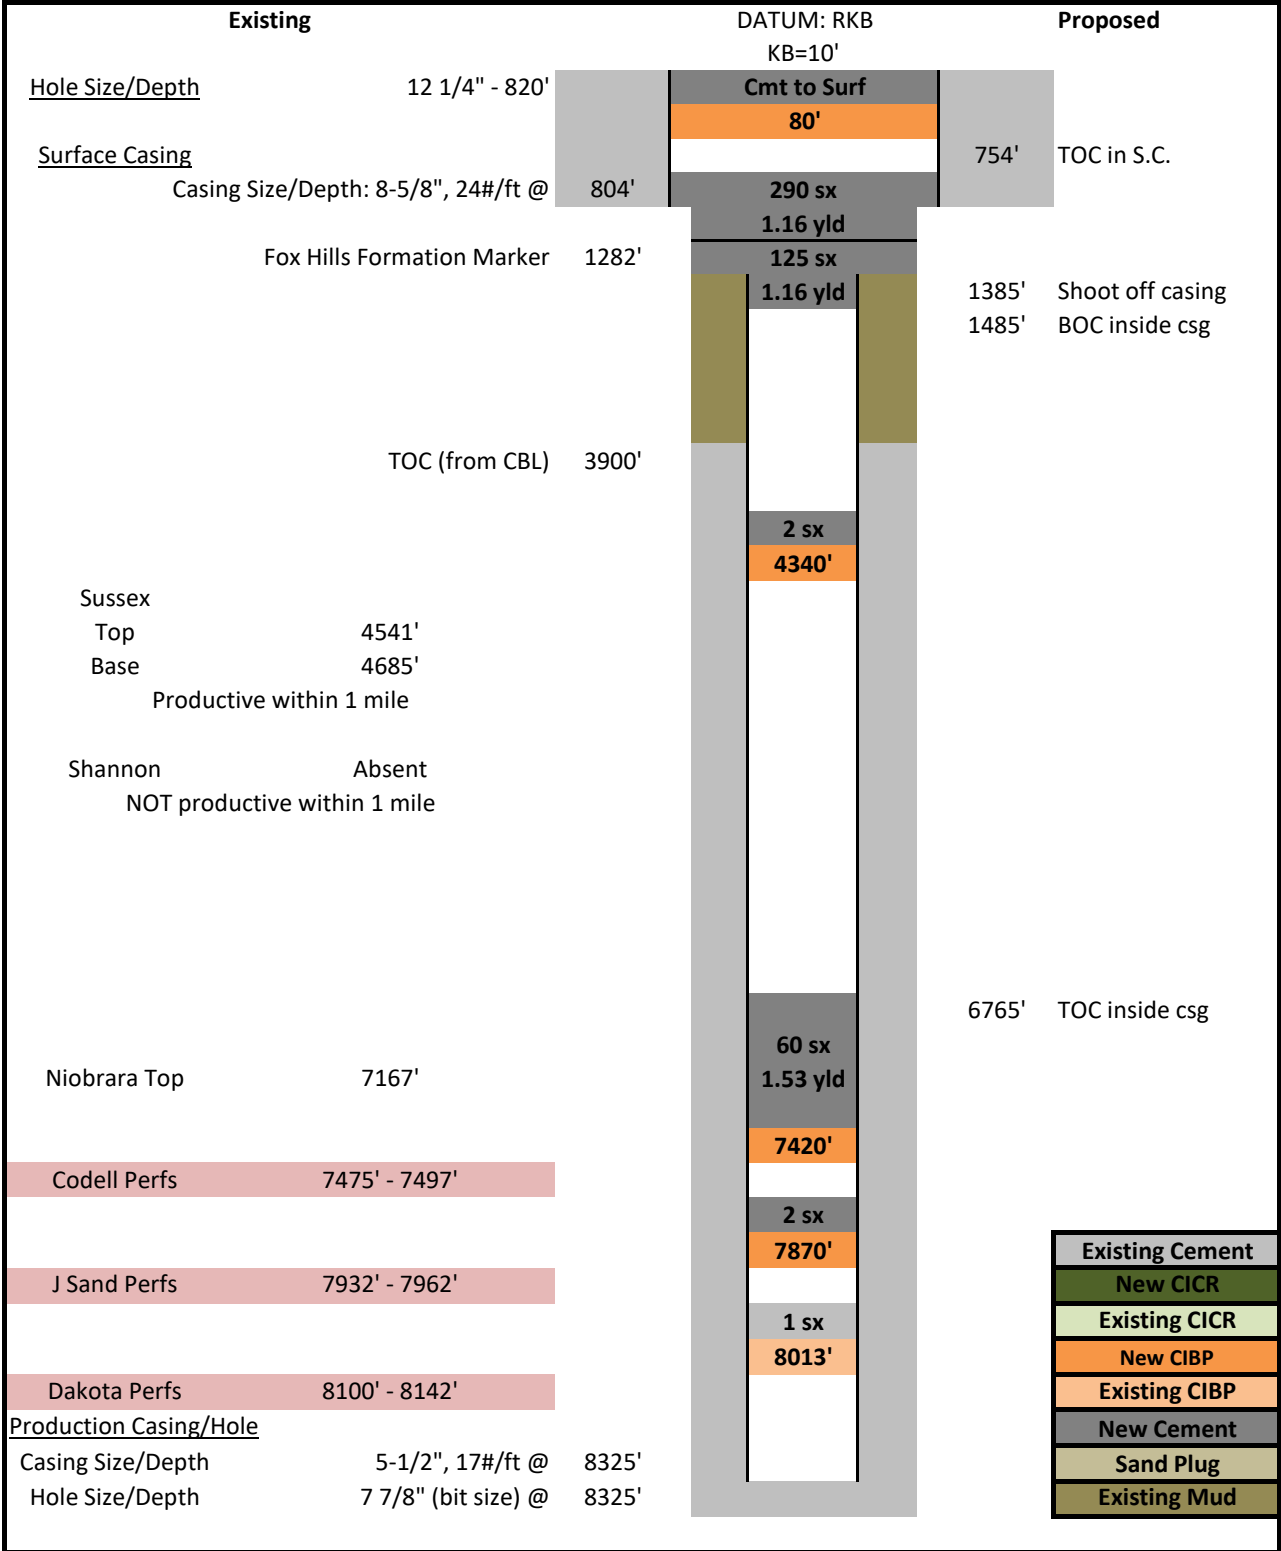 Existing DATUM: RKB Proposed
KB=10'
Hole Size/Depth 12 1/4" - 820' Cmt to Surf
80'
Surface Casing 754' TOC in S.C.
Casing Size/Depth: 8-5/8", 24#/ft @ 804' 290 sx
1.16 yld
Fox Hills Formation Marker 1282' 125 sx
1.16 yld 1385' Shoot off casing
1485' BOC inside csg
TOC (from CBL) 3900'
2 sx
4340'
Sussex
Top 4541'
Base 4685'
Productive within 1 mile
Shannon Absent
NOT productive within 1 mile
6765' TOC inside csg
60 sx
Niobrara Top 7167' 1.53 yld
7420'
Codell Perfs 7475' - 7497'
2 sx
7870' Existing Cement
J Sand Perfs 7932' - 7962' New CICR
1 sx Existing CICR
8013' New CIBP
Dakota Perfs 8100' - 8142' Existing CIBP
Production Casing/Hole New Cement
Casing Size/Depth 5-1/2", 17#/ft @ 8325' Sand Plug
Hole Size/Depth 7 7/8" (bit size) @ 8325' Existing Mud